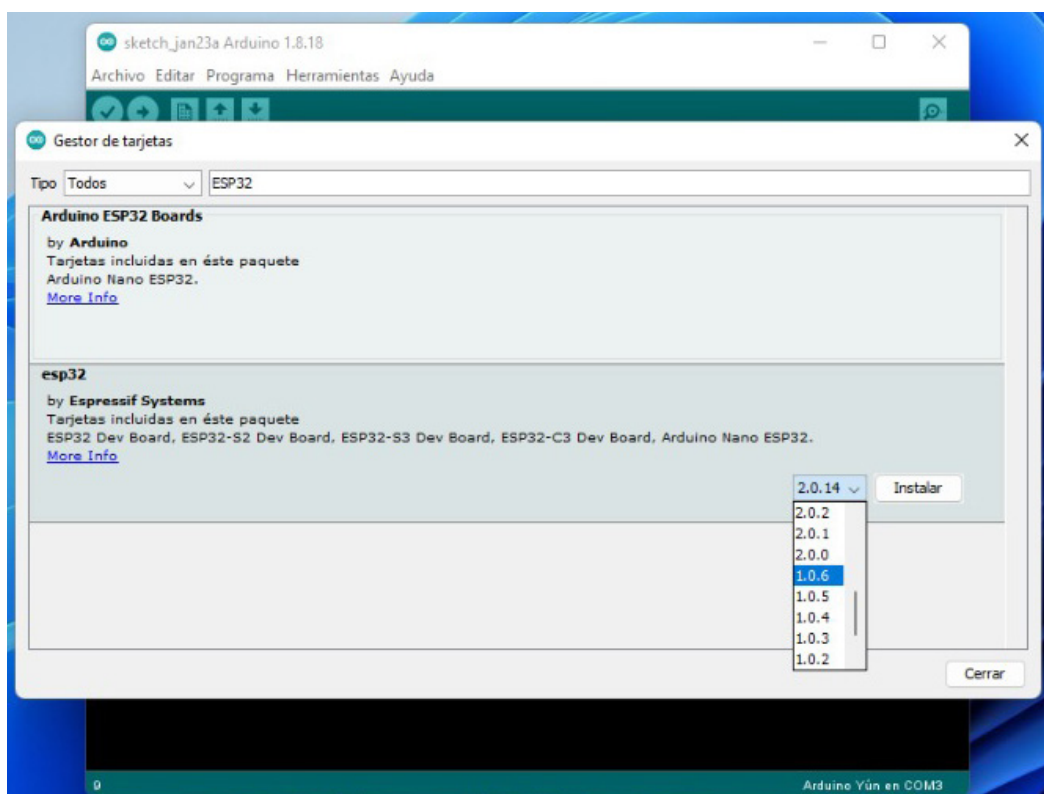 sketch_jan23a Arduino 1.8.18
Archivo Editar Programa Herramientas Ayuda
Gestor de tarjetas
Tipo Todos ESP32
Arduino ESP32 Boards
by Arduino
Tarjetas incluidas en éste paquete
Arduino Nano ESP32.
More Info
esp32
by Espressif Systems
Tarjetas incluidas en éste paquete
ESP32 Dev Board, ESP32-S2 Dev Board, ESP32-S3 Dev Board, ESP32-C3 Dev Board, Arduino Nano ESP32.
More Info
2.0.14 Instalar
2.0.2
2.0.1
2.0.0
1.0.6
1.0.5
1.0.4
1.0.3
1.0.2
Cerrar
9 Arduino Yún en COM3